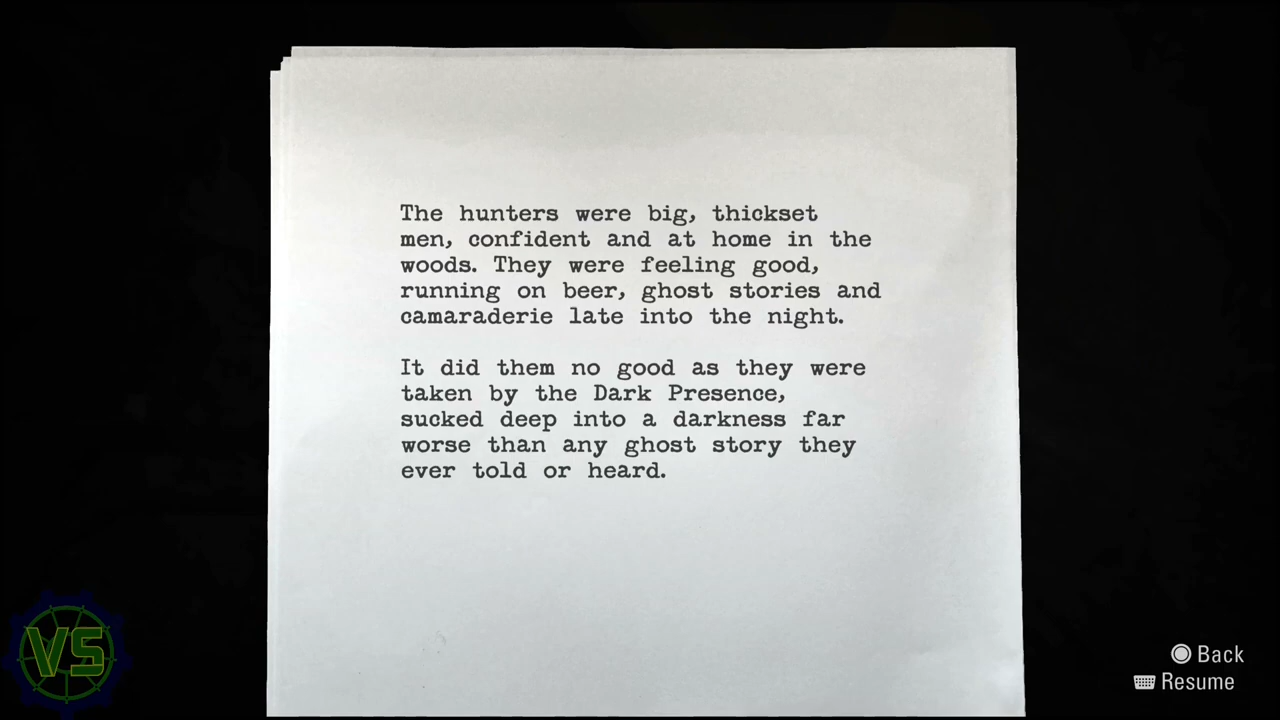 The hunters were big, thickset
men, confident and at home in the
woods. They were feeling good,
running on beer, ghost stories and
camaraderie late into the night.
It did them no good as they were
taken by the Dark Presence,
sucked deep into a darkness far
worse than any ghost story they
ever told or heard.
VS
Back
Resume